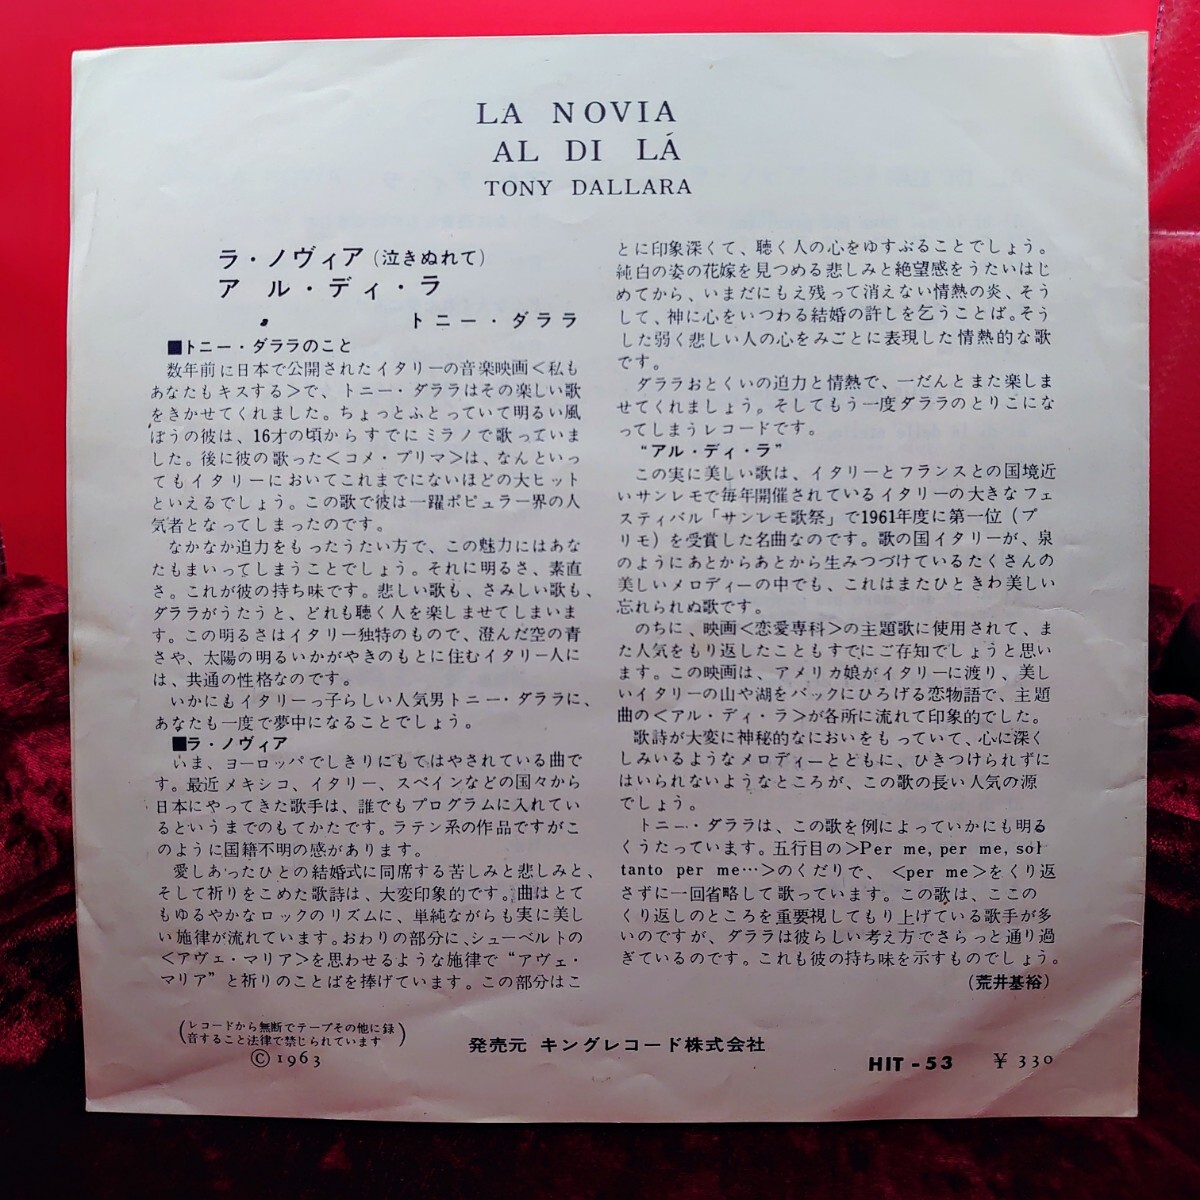 LA NOVIA
AL DI LÁ
TONY DALLARA
ラ・ノヴィア(泣きぬれて)
アル・ディ・ラ
トニー・ダララ
■トニー・ダララのこと
数年前に日本で公開されたイタリーの音楽映画<私も
あなたもキスする>で、トニー・ダララはその楽しい歌
をきかせてくれました。ちょっとふとっていて明るい風
ぼうの彼は、16才の頃からすでにミラノで歌っていま
した。後に彼の歌った<コメ・プリマ>は、なんといっ
てもイタリーにおいてこれまでにないほどの大ヒット
といえるでしょう。この歌で彼は一躍ポピュラー界の人
気者となってしまったのです。
なかなか迫力をもったうたい方で、この魅力にはあな
たもまいってしまうことでしょう。それに明るさ、素直
さ。これが彼の持ち味です。悲しい歌も、さみしい歌も、
ダララがうたうと、どれも聴く人を楽しませてしまいま
す。この明るさはイタリー独特のもので、澄んだ空の青
さや、太陽の明るいかがやきのもとに住むイタリー人に
は、共通の性格なのです。
いかにもイタリーっ子らしい人気男トニー・ダララに、
あなたも一度で夢中になることでしょう。
■ラ・ノヴィア
いま、ヨーロッパでしきりにもてはやされている曲で
す。最近メキシコ、イタリー、スペインなどの国々から
日本にやってきた歌手は、誰でもプログラムに入れてい
るというまでのもてかたです。ラテン系の作品ですがこ
のように国籍不明の感があります。
愛しあったひとの結婚式に同席する苦しみと悲しみと、
そして祈りをこめた歌詩は、大変印象的です。曲はとて
もゆるやかなロックのリズムに、単純ながらも実に美し
い施律が流れています。おわりの部分に、シューベルトの
<アヴェ・マリア>を思わせるような施律で“アヴェ・
マリア”と祈りのことばを捧げています。この部分はこ
とに印象深くて、聴く人の心をゆすぶることでしょう。
純白の姿の花嫁を見つめる悲しみと絶望感をうたいはじ
めてから、いまだにもえ残って消えない情熱の炎、そう
して、神に心をいつわる結婚の許しを乞うことば。そう
した弱く悲しい人の心をみごとに表現した情熱的な歌
です。
ダララおとくいの迫力と情熱で、一だんとまた楽しま
せてくれましょう。そしてもう一度ダララのとりこにな
ってしまうレコードです。
“アル・ディ・ラ”
この実に美しい歌は、イタリーとフランスとの国境近
いサンレモで毎年開催されているイタリーの大きなフェ
スティバル「サンレモ歌祭」で1961年度に第一位(プ
リモ)を受賞した名曲なのです。歌の国イタリーが、泉
のようにあとからあとから生みつづけているたくさんの
美しいメロディーの中でも、これはまたひときわ美しい
忘れられぬ歌です。
のちに、映画<恋愛専科>の主題歌に使用されて、ま
た人気をもり返したこともすでにご存知でしょうと思い
ます。この映画は、アメリカ娘がイタリーに渡り、美し
いイタリーの山や湖をバックにひろげる恋物語で、主題
曲の<アル・ディ・ラ>が各所に流れて印象的でした。
歌詩が大変に神秘的なにおいをもっていて、心に深く
しみいるようなメロディーとともに、ひきつけられずに
はいられないようなところが、この歌の長い人気の源
でしょう。
トニー・ダララは、この歌を例によっていかにも明る
くうたっています。五行目の>Per me, per me, sol
tanto per me…>のくだりで、<per me>をくり返
さずに一回省略して歌っています。この歌は、ここの
くり返しのところを重要視してもり上げている歌手が多
いのですが、ダララは彼らしい考え方でさらっと通り過
ぎているのです。これも彼の持ち味を示すものでしょう。
(荒井基裕)
(レコードから無断でテープその他に録
音すること法律で禁じられています)
© 1963
発売元 キングレコード株式会社
HIT-53 ¥ 330